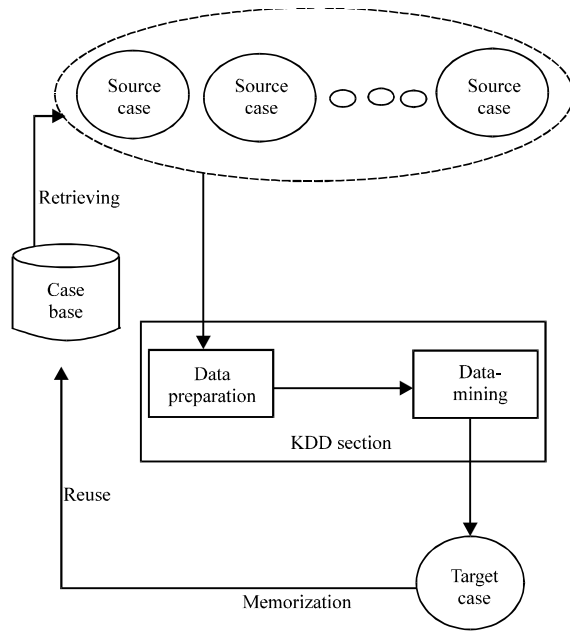 Source
case
Source
case
Source
case
Retrieving
Case
base
Data
preparation
Data-
mining
KDD section
Reuse
Target
case
Memorization